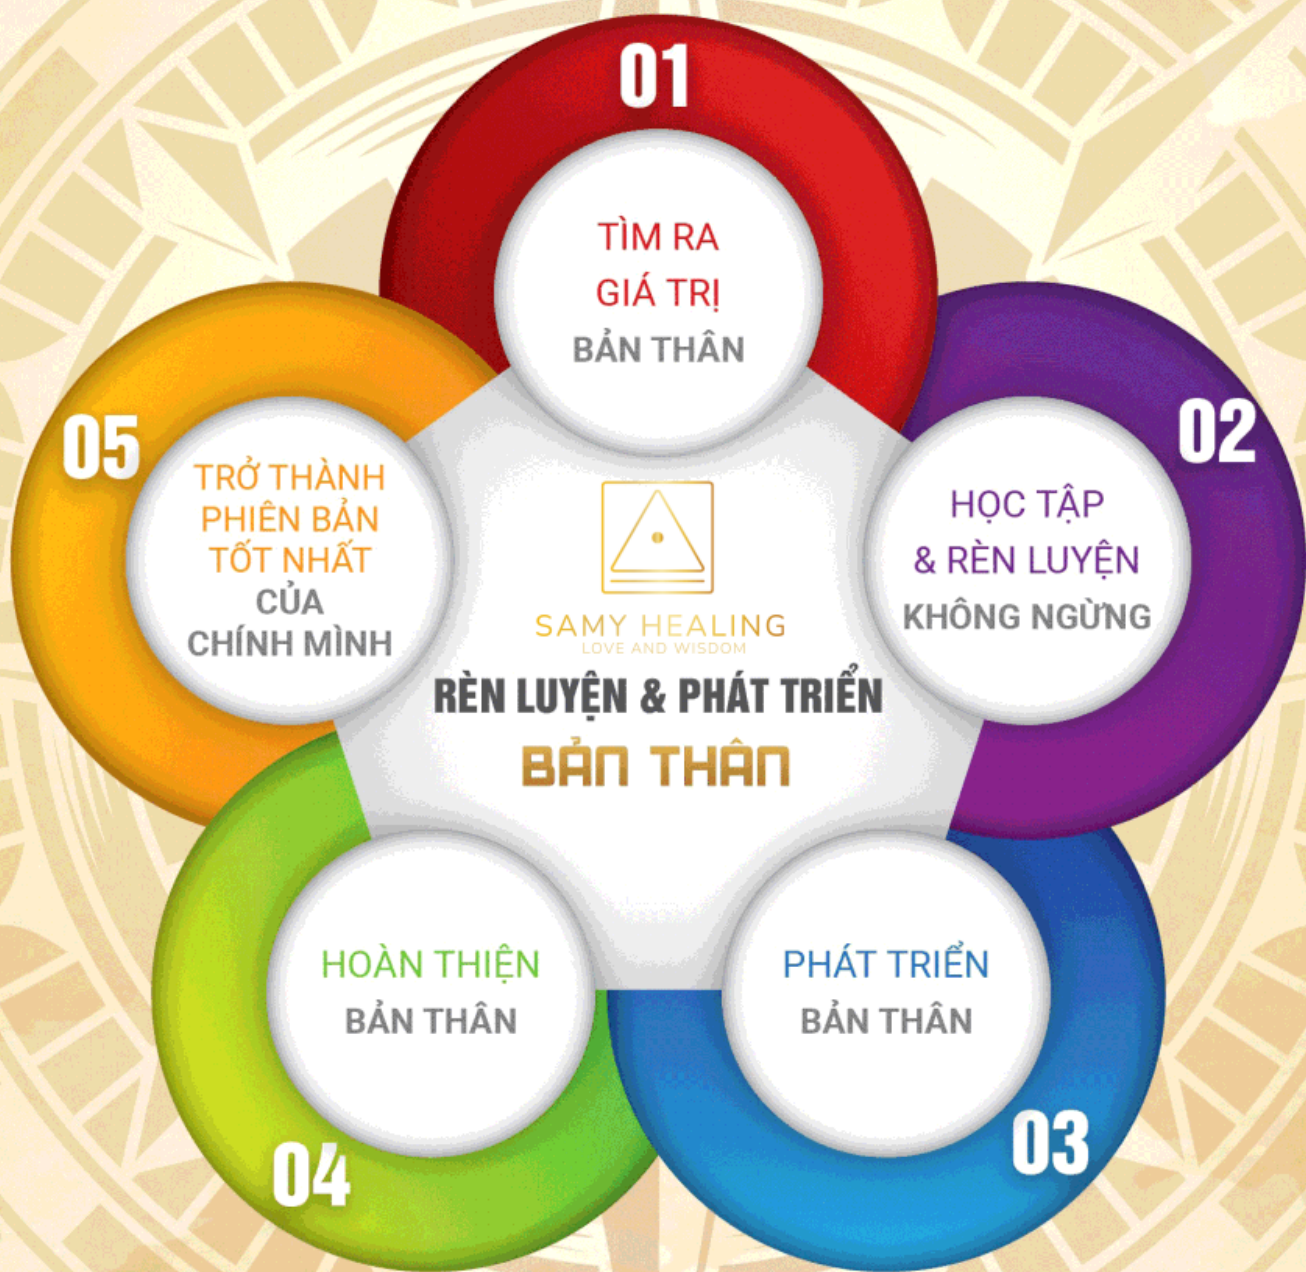 01
TÌM RA
GIÁ TRỊ
BẢN THÂN
02
HỌC TẬP
& RÈN LUYỆN
KHÔNG NGỪNG
03
PHÁT TRIỂN
BẢN THÂN
04
HOÀN THIỆN
BẢN THÂN
05
TRỞ THÀNH
PHIÊN BẢN
TỐT NHẤT
CỦA
CHÍNH MÌNH
SAMY HEALING
LOVE AND WISDOM
RÈN LUYỆN & PHÁT TRIỂN
BẢN THÂN